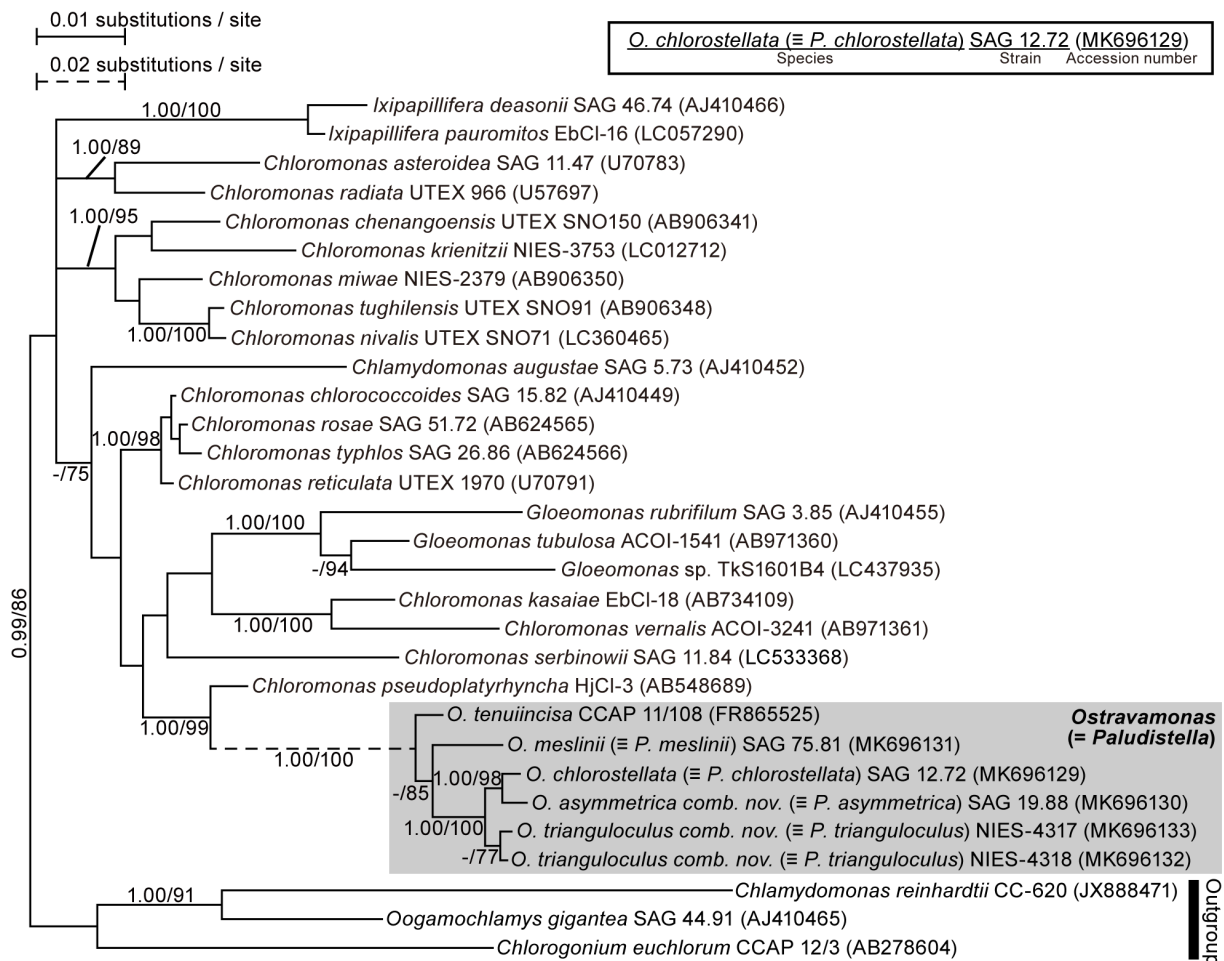 0.01 substitutions / site
0.02 substitutions / site
O. chlorostellata (≡ P. chlorostellata) SAG 12.72 (MK696129)
Species Strain Accession number
1.00/100
Ixipapillifera deasonii SAG 46.74 (AJ410466)
Ixipapillifera pauromitos EbCl-16 (LC057290)
1.00/89
Chloromonas asteroidea SAG 11.47 (U70783)
Chloromonas radiata UTEX 966 (U57697)
1.00/95
Chloromonas chenangoensis UTEX SNO150 (AB906341)
Chloromonas krienitzii NIES-3753 (LC012712)
Chloromonas miwae NIES-2379 (AB906350)
Chloromonas tughilensis UTEX SNO91 (AB906348)
1.00/100
Chloromonas nivalis UTEX SNO71 (LC360465)
Chlamydomonas augustae SAG 5.73 (AJ410452)
Chloromonas chlorococcoides SAG 15.82 (AJ410449)
Chloromonas rosae SAG 51.72 (AB624565)
1.00/98
Chloromonas typhlos SAG 26.86 (AB624566)
-/75
Chloromonas reticulata UTEX 1970 (U70791)
Gloeomonas rubrifilum SAG 3.85 (AJ410455)
1.00/100
Gloeomonas tubulosa ACOI-1541 (AB971360)
-/94
Gloeomonas sp. TkS1601B4 (LC437935)
Chloromonas kasaiae EbCl-18 (AB734109)
1.00/100
Chloromonas vernalis ACOI-3241 (AB971361)
0.99/86
Chloromonas serbinowii SAG 11.84 (LC533368)
Chloromonas pseudoplatyrhyncha HjCl-3 (AB548689)
1.00/99
O. tenuiincisa CCAP 11/108 (FR865525)
Ostravamonas
(= Paludistella)
1.00/100
O. meslinii (≡ P. meslinii) SAG 75.81 (MK696131)
1.00/98
O. chlorostellata (≡ P. chlorostellata) SAG 12.72 (MK696129)
-/85
O. asymmetrica comb. nov. (≡ P. asymmetrica) SAG 19.88 (MK696130)
1.00/100
O. trianguloculus comb. nov. (≡ P. trianguloculus) NIES-4317 (MK696133)
-/77
O. trianguloculus comb. nov. (≡ P. trianguloculus) NIES-4318 (MK696132)
1.00/91
Chlamydomonas reinhardtii CC-620 (JX888471)
Oogamochlamys gigantea SAG 44.91 (AJ410465)
Chlorogonium euchlorum CCAP 12/3 (AB278604)
Outgroup